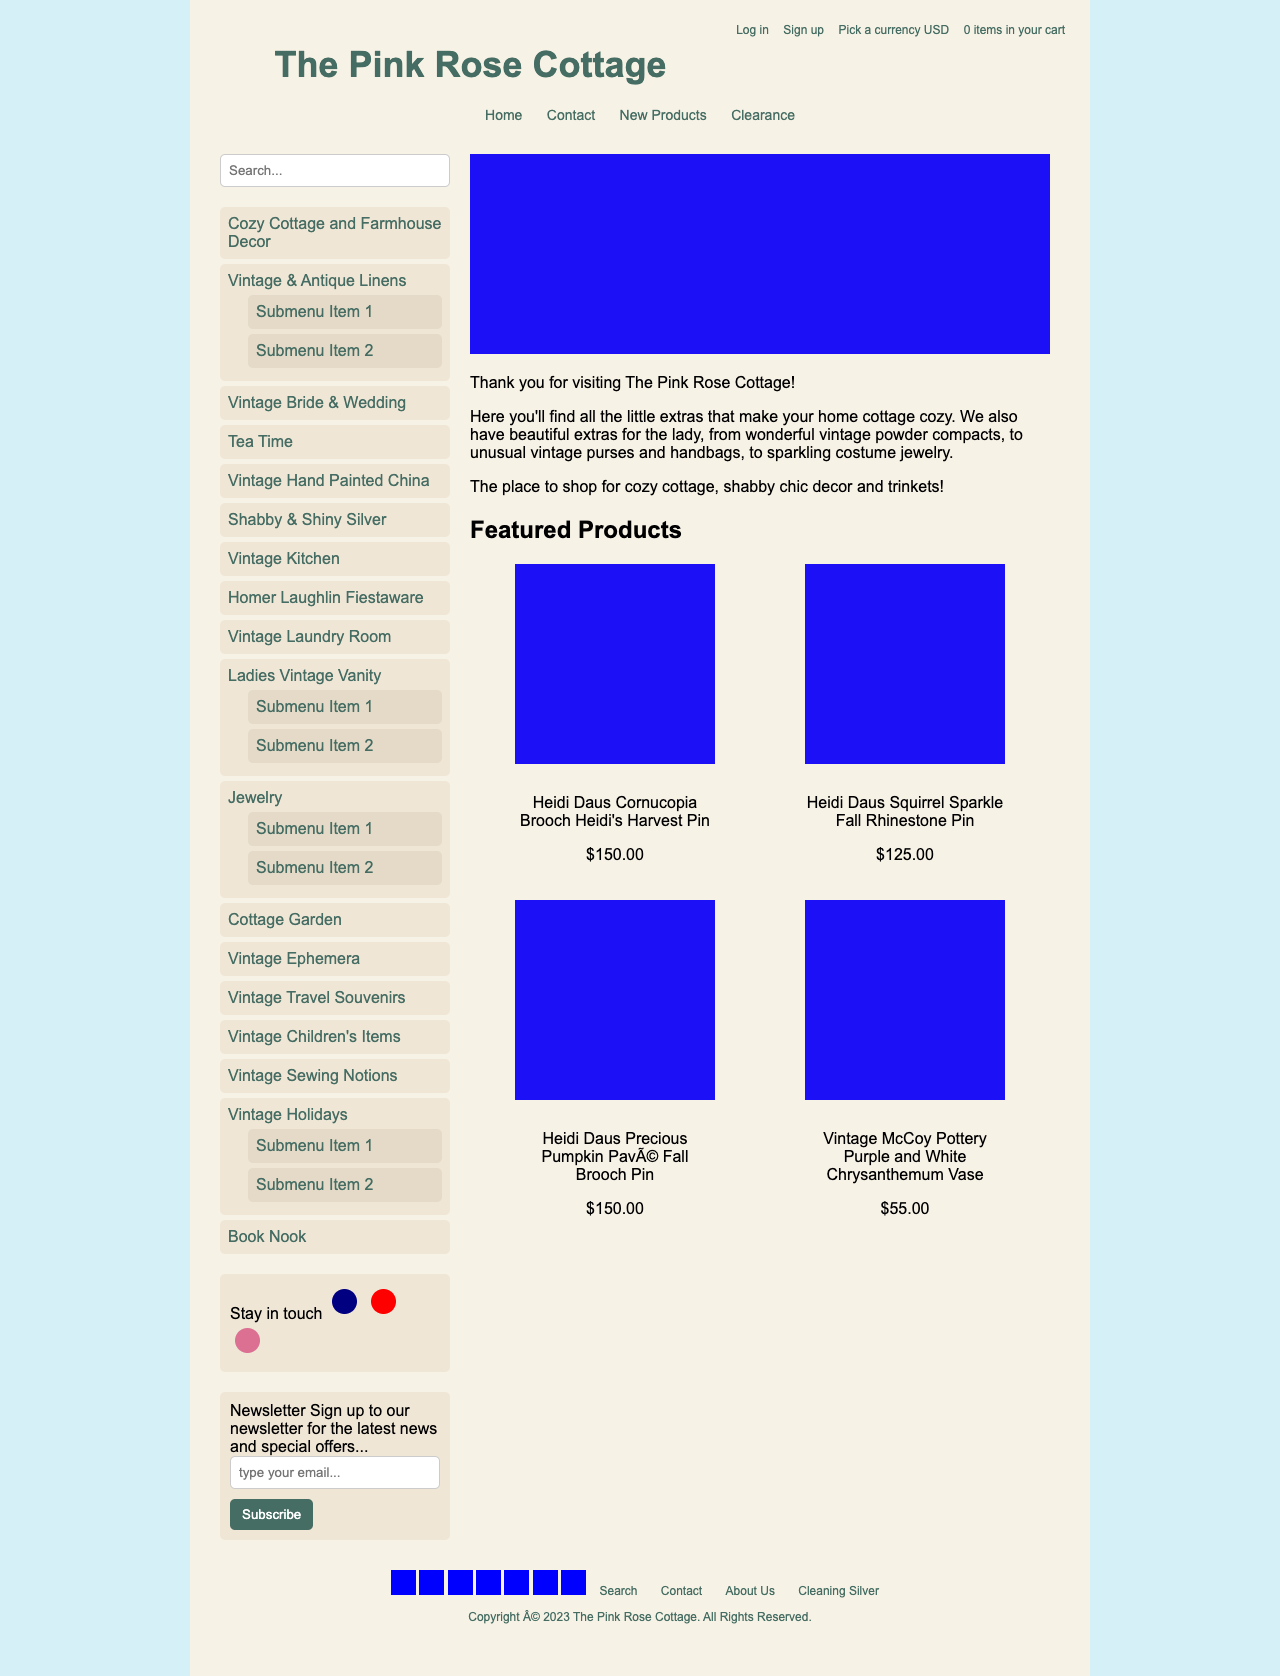 Log in Sign up Pick a currency USD 0 items in your cart
The Pink Rose Cottage
Home Contact New Products Clearance
Search...
Cozy Cottage and Farmhouse
Decor
Vintage & Antique Linens
Submenu Item 1
Submenu Item 2
Vintage Bride & Wedding
Tea Time
Vintage Hand Painted China
Shabby & Shiny Silver
Vintage Kitchen
Homer Laughlin Fiestaware
Vintage Laundry Room
Ladies Vintage Vanity
Submenu Item 1
Submenu Item 2
Jewelry
Submenu Item 1
Submenu Item 2
Cottage Garden
Vintage Ephemera
Vintage Travel Souvenirs
Vintage Children's Items
Vintage Sewing Notions
Vintage Holidays
Submenu Item 1
Submenu Item 2
Book Nook
Stay in touch
Newsletter Sign up to our
newsletter for the latest news
and special offers...
type your email...
Subscribe
Thank you for visiting The Pink Rose Cottage!
Here you'll find all the little extras that make your home cottage cozy. We also
have beautiful extras for the lady, from wonderful vintage powder compacts, to
unusual vintage purses and handbags, to sparkling costume jewelry.
The place to shop for cozy cottage, shabby chic decor and trinkets!
Featured Products
Heidi Daus Cornucopia
Brooch Heidi's Harvest Pin
$150.00
Heidi Daus Squirrel Sparkle
Fall Rhinestone Pin
$125.00
Heidi Daus Precious
Pumpkin PavÃ© Fall
Brooch Pin
$150.00
Vintage McCoy Pottery
Purple and White
Chrysanthemum Vase
$55.00
Search Contact About Us Cleaning Silver
Copyright Â© 2023 The Pink Rose Cottage. All Rights Reserved.